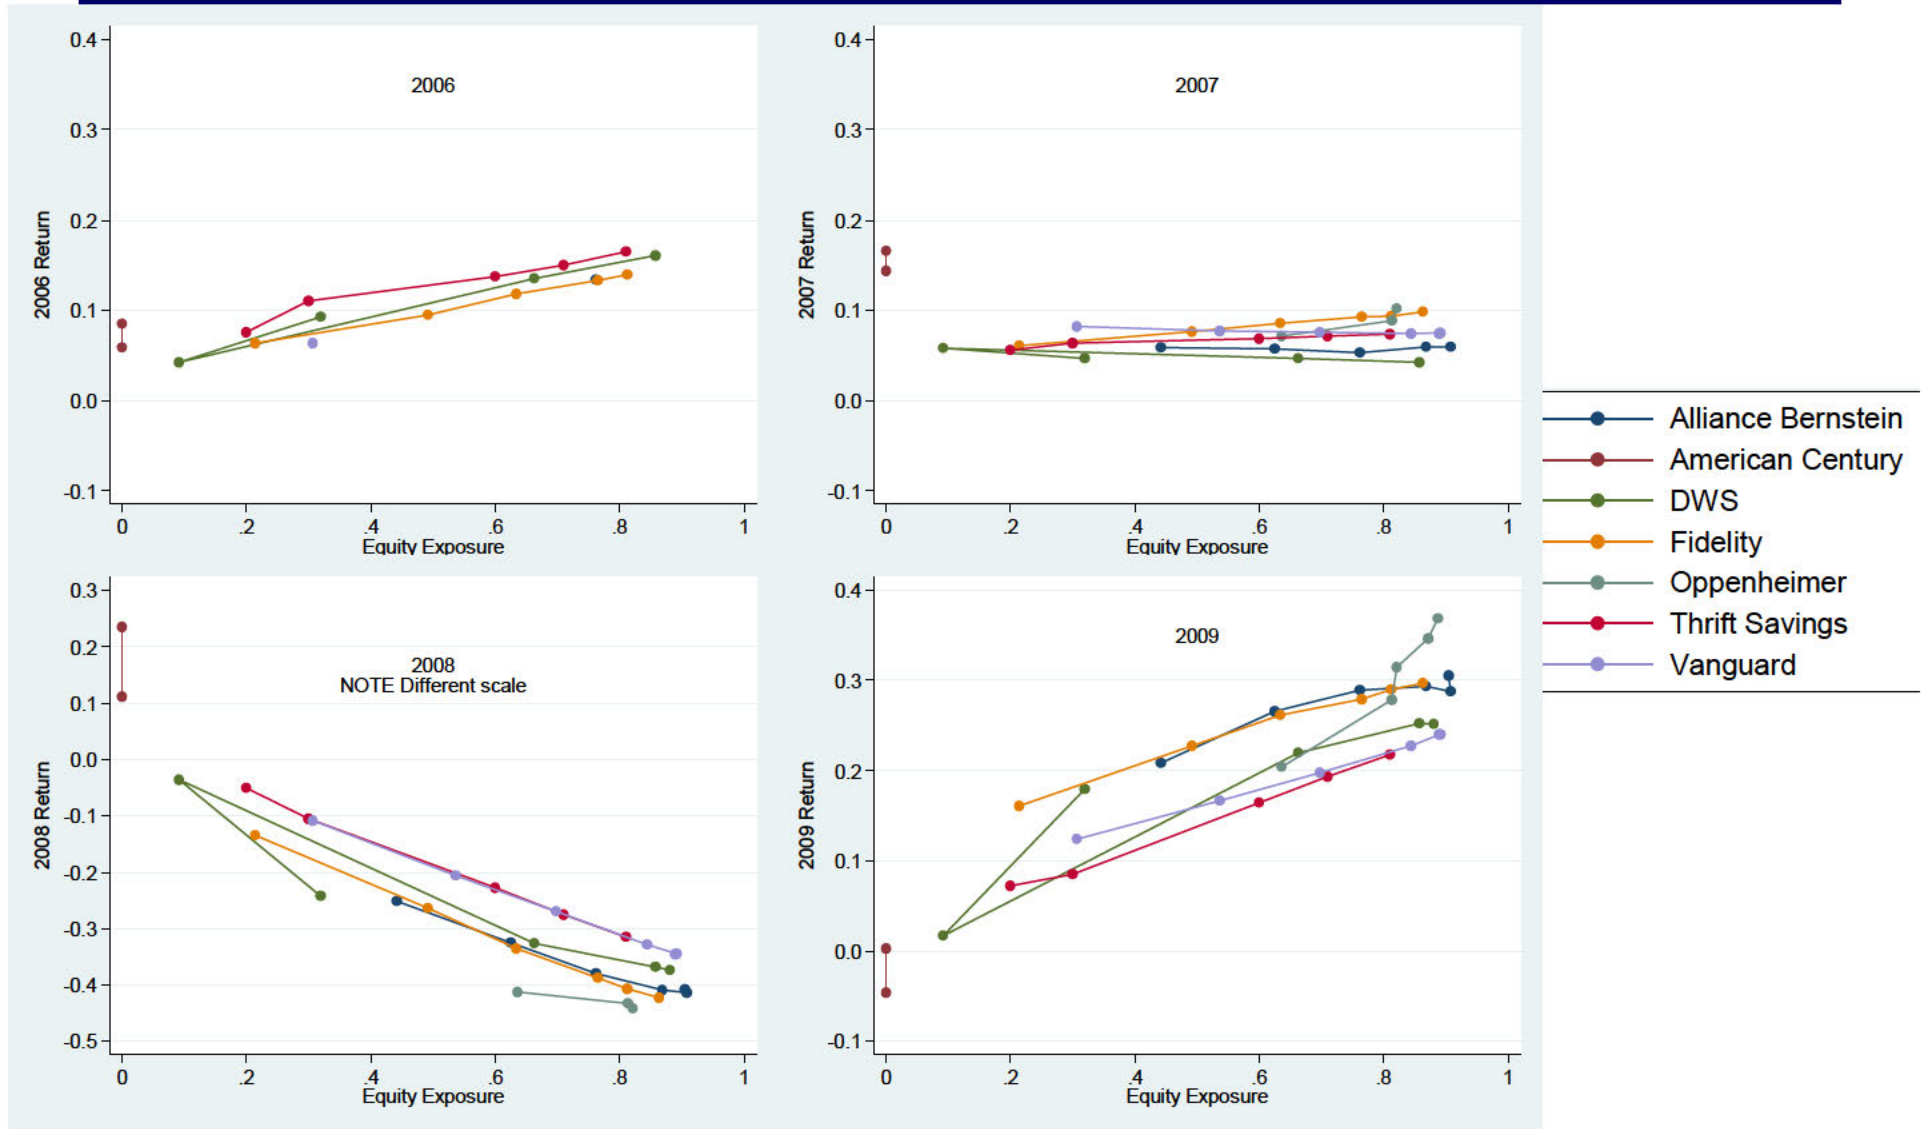 0.4
0.3
0.2
0.1
0.0
-0.1
2006 Return
2006
0 .2 .4 .6 .8 1
Equity Exposure
0.4
0.3
0.2
0.1
0.0
-0.1
2007 Return
2007
0 .2 .4 .6 .8 1
Equity Exposure
0.3
0.2
0.1
0.0
-0.1
-0.2
-0.3
-0.4
-0.5
2008 Return
2008
NOTE Different scale
0 .2 .4 .6 .8 1
Equity Exposure
0.4
0.3
0.2
0.1
0.0
-0.1
2009 Return
2009
0 .2 .4 .6 .8 1
Equity Exposure
Alliance Bernstein
American Century
DWS
Fidelity
Oppenheimer
Thrift Savings
Vanguard